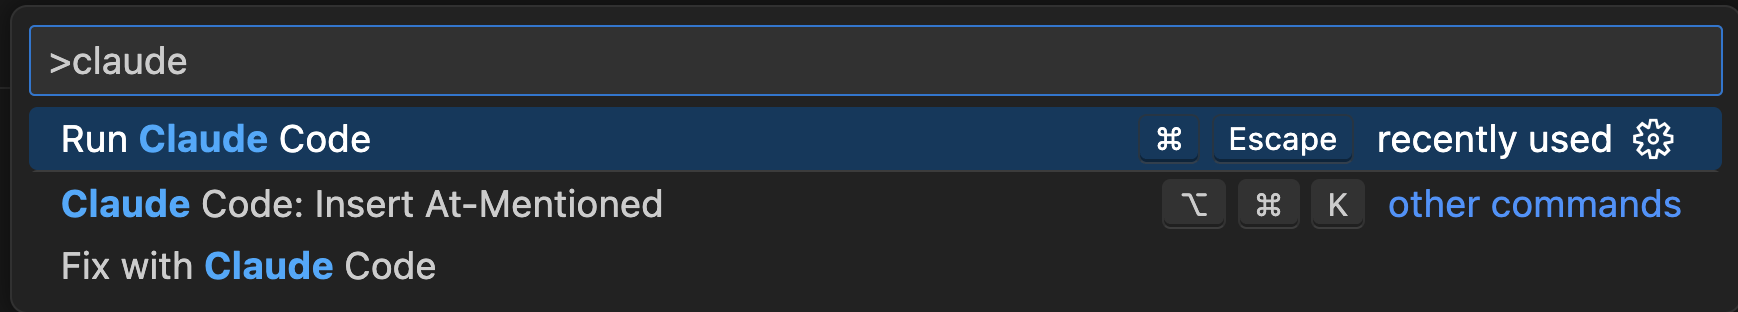 >claude
Run Claude Code ⌘ Escape recently used
Claude Code: Insert At-Mentioned ⌥ ⌘ K other commands
Fix with Claude Code